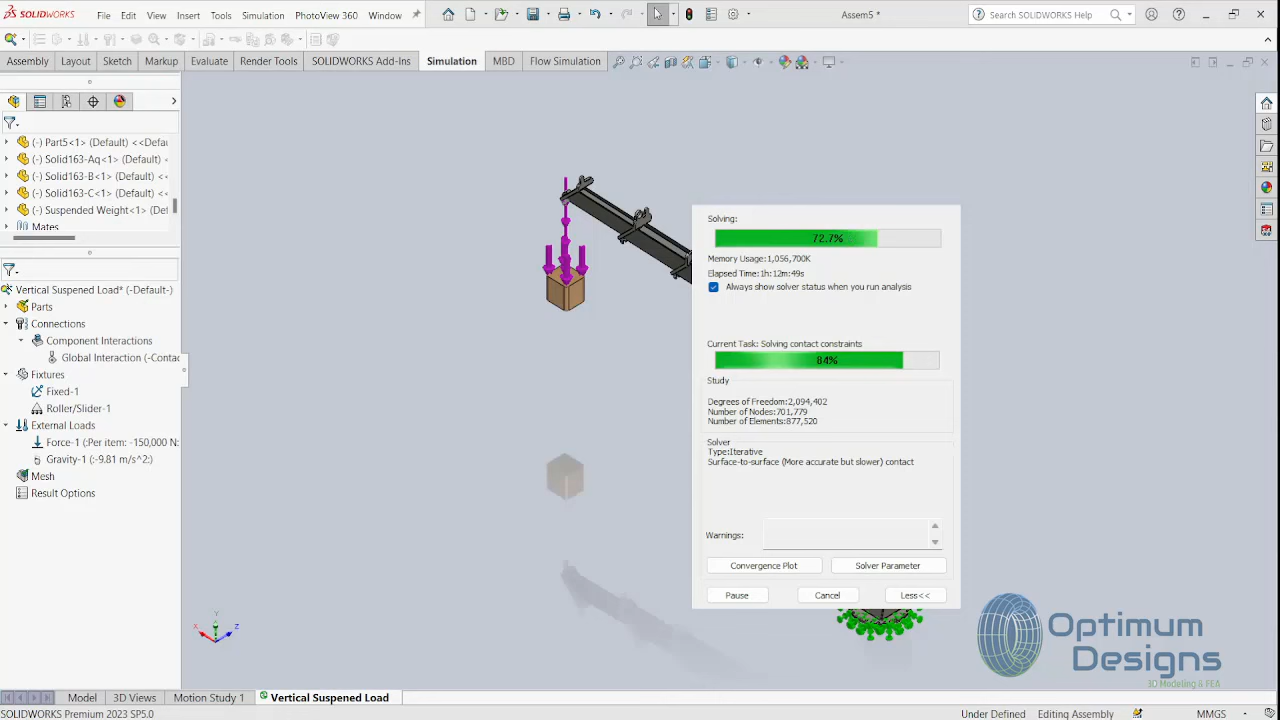 SOLIDWORKS
File Edit View Insert Tools Simulation PhotoView 360 Window
AssemS *
Search SOLIDWORKS Help
Assembly Layout Sketch Markup Evaluate Render Tools SOLIDWORKS Add-Ins Simulation MBD Flow Simulation
(-) Part5<1> (Default) <<Defau
(-) Solid163-Aq<1> (Default)
(-) Solid163-B<1> (Default) <<
(-) Solid163-C<1> (Default) <<
(-) Suspended Weight<1> (Def
Mates
Vertical Suspened Load* (-Default-)
Parts
Connections
Component Interactions
Global Interaction (-Contac
Fixtures
Fixed-1
Roller/Slider-1
External Loads
Force-1 (:Per item: -150,000 N:
Gravity-1 (:-9.81 m/s^2:)
Mesh
Result Options
Solving:
72.7%
Memory Usage:1,056,700K
Elapsed Time:1h:12m:49s
Always show solver status when you run analysis
Current Task: Solving contact constraints
84%
Study
Degrees of Freedom:2,094,402
Number of Nodes:701,779
Number of Elements:877,520
Solver
Type:Iterative
Surface-to-surface (More accurate but slower) contact
Warnings:
Convergence Plot Solver Parameter
Pause Cancel Less<<
Y
X Z
Optimum
Designs
3D Modeling & FEA
Model 3D Views Motion Study 1 Vertical Suspened Load
SOLIDWORKS Premium 2023 SP5.0
Under Defined Editing Assembly MMGS